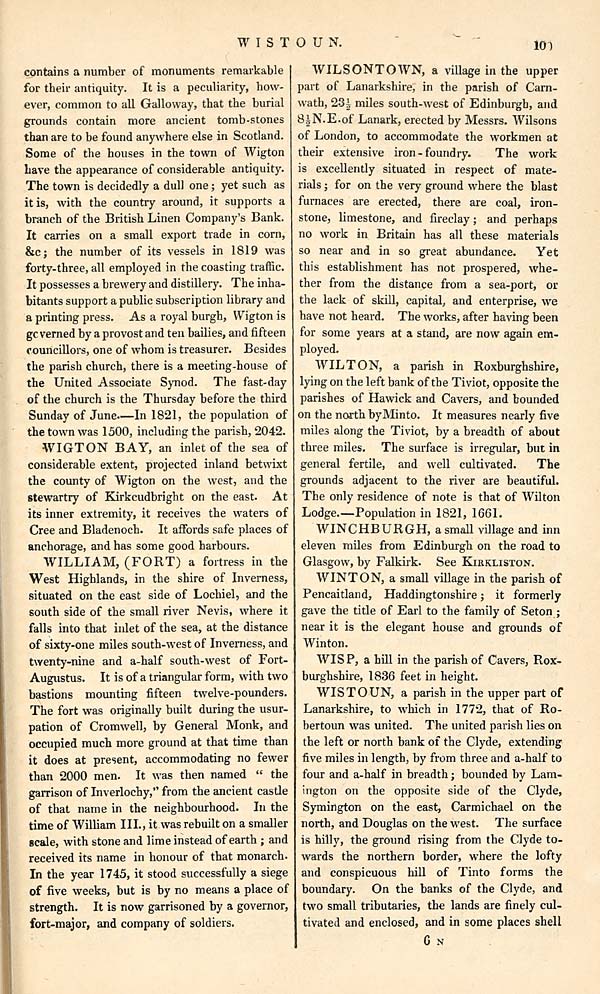 WISTOUN.
contains a number of monuments remarkable
for their antiquity. It is a peculiarity, how-
ever, common to all Galloway, that the burial
grounds contain more ancient tomb-stones
than are to be found anywhere else in Scotland.
Some of the houses in the town of Wigton
have the appearance of considerable antiquity.
The town is decidedly a dull one; yet such as
it is, with the country around, it supports a
branch of the British Linen Company's Bank.
It carries on a small export trade in corn,
&c; the number of its vessels in 1819 was
forty-three, all employed in the coasting traffic.
It possesses a brewery and distillery. The inha-
bitants support a public subscription library and
a printing press. As a royal burgh, Wigton is
governed by a provost and ten bailies, and fifteen
councillors, one of whom is treasurer. Besides
the parish church, there is a meeting-house of
the United Associate Synod. The fast-day
of the church is the Thursday before the third
Sunday of June.—In 1821, the population of
the town was 1500, including the parish, 2042.
WIGTON BAY, an inlet of the sea of
considerable extent, projected inland betwixt
the county of Wigton on the west, and the
stewartry of Kirkcudbright on the east. At
its inner extremity, it receives the waters of
Cree and Bladenoch. It affords safe places of
anchorage, and has some good harbours.
WILLIAM, (FORT) a fortress in the
West Highlands, in the shire of Inverness,
situated on the east side of Lochiel, and the
south side of the small river Nevis, where it
falls into that inlet of the sea, at the distance
of sixty-one miles south-west of Inverness, and
twenty-nine and a-half south-west of Fort-
Augustus. It is of a triangular form, with two
bastions mounting fifteen twelve-pounders.
The fort was originally built during the usur-
pation of Cromwell, by General Monk, and
occupied much more ground at that time than
it does at present, accommodating no fewer
than 2000 men. It was then named " the
garrison of Inverlochy," from the ancient castle
of that name in the neighbourhood. In the
time of William III., it was rebuilt on a smaller
scale, with stone and lime instead of earth; and
received its name in honour of that monarch.
In the year 1745, it stood successfully a siege
of five weeks, but is by no means a place of
strength. It is now garrisoned by a governor,
fort-major, and company of soldiers.
WILSONTOWN, a village in the upper
part of Lanarkshire, in the parish of Carn-
wath, 23½ miles south-west of Edinburgh, and
8½ N.E. of Lanark, erected by Messrs. Wilsons
of London, to accommodate the workmen at
their extensive iron-foundry. The work
is excellently situated in respect of mate-
rials; for on the very ground where the blast
furnaces are erected, there are coal, iron-
stone, limestone, and fireclay; and perhaps
no work in Britain has all these materials
so near and in so great abundance. Yet
this establishment has not prospered, whe-
ther from the distance from a sea-port, or
the lack of skill, capital, and enterprise, we
have not heard. The works, after having been
for some years at a stand, are now again em-
ployed.
WILTON, a parish in Roxburghshire,
lying on the left bank of the Tiviot, opposite the
parishes of Hawick and Cavers, and bounded
on the north by Minto. It measures nearly five
miles along the Tiviot, by a breadth of about
three miles. The surface is irregular, but in
general fertile, and well cultivated. The
grounds adjacent to the river are beautiful.
The only residence of note is that of Wilton
Lodge.—Population in 1821, 1661.
WINCHBURGH, a small village and inn
eleven miles from Edinburgh on the road to
Glasgow, by Falkirk. See KIRKLISTON.
WINTON, a small village in the parish of
Pencaitland, Haddingtonshire; it formerly
gave the title of Earl to the family of Seton;
near it is the elegant house and grounds of
Winton.
WISP, a hill in the parish of Cavers, Rox-
burghshire, 1836 feet in height.
WISTOUN, a parish in the upper part of
Lanarkshire, to which in 1772, that of Ro-
bertoun was united. The united parish lies on
the left or north bank of the Clyde, extending
five miles in length, by from three and a-half to
four and a-half in breadth; bounded by Lam-
ington on the opposite side of the Clyde,
Symington on the east, Carmichael on the
north, and Douglas on the west. The surface
is hilly, the ground rising from the Clyde to-
wards the northern border, where the lofty
and conspicuous hill of Tinto forms the
boundary. On the banks of the Clyde, and
two small tributaries, the lands are finely cul-
tivated and enclosed, and in some places shell
6 N